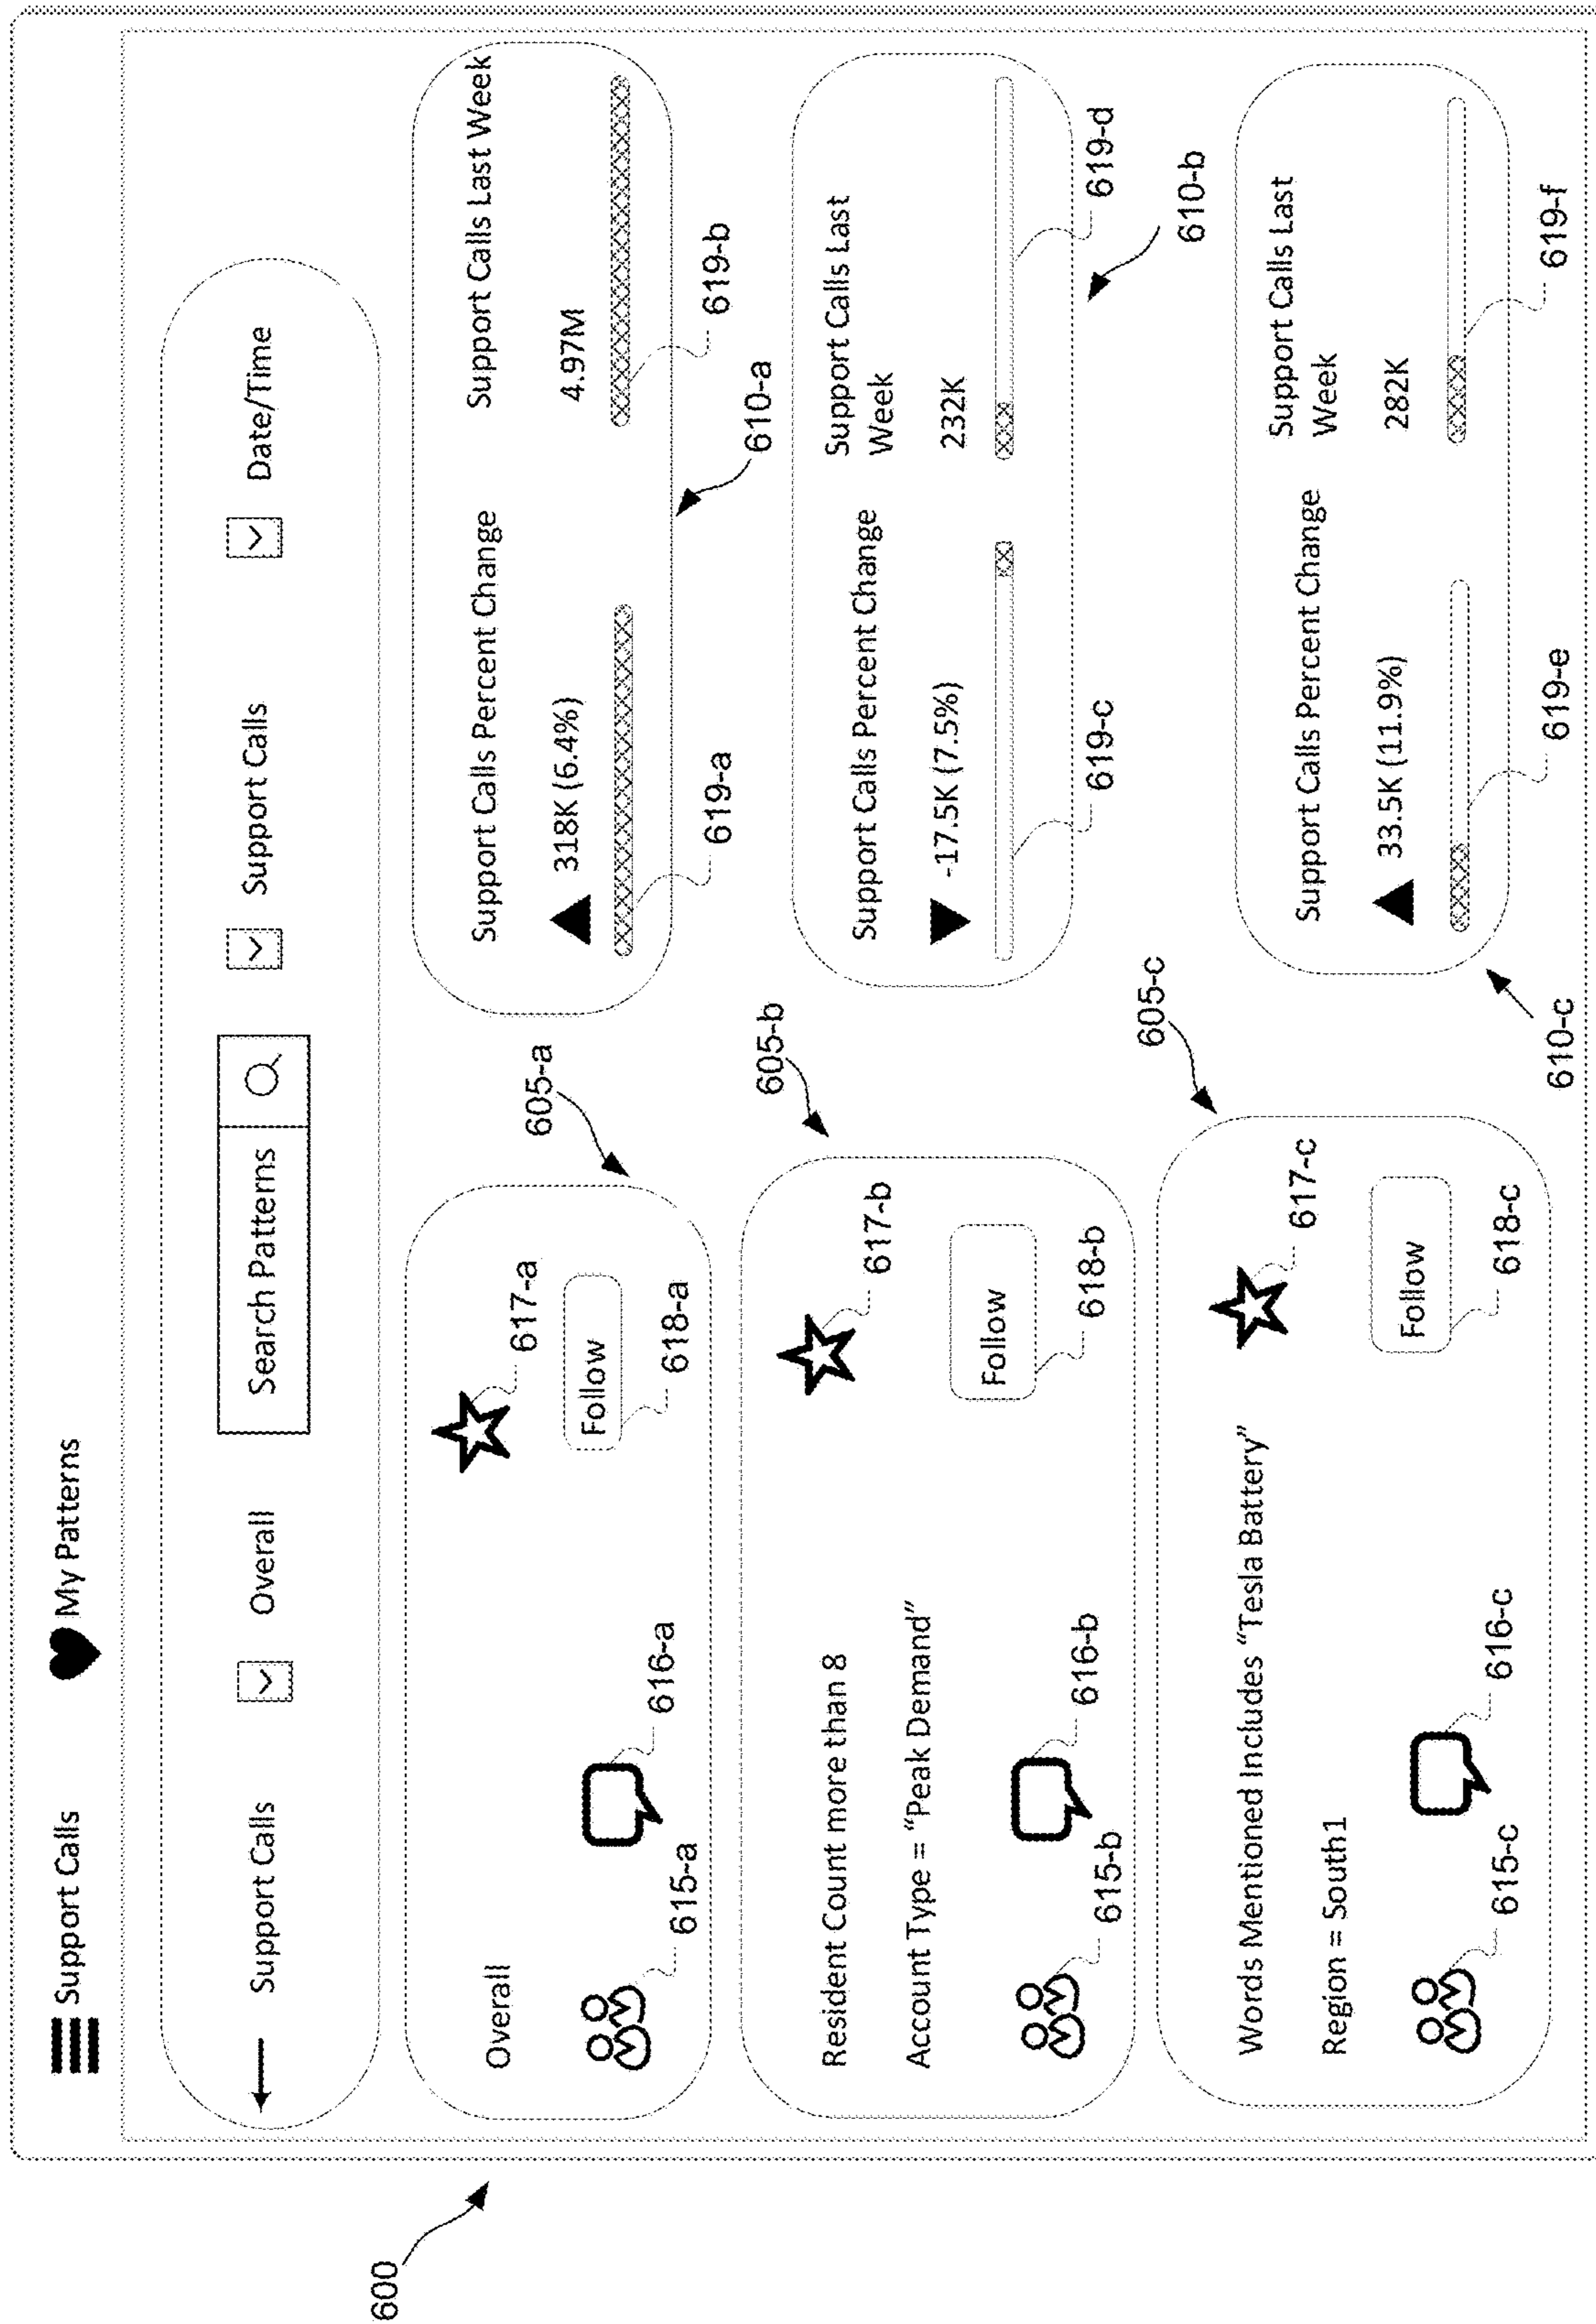 Support Calls My Patterns
Support Calls Overall Search Patterns Support Calls Date/Time
600
Overall
615-a
616-a
617-a
Follow
618-a
605-a
Support Calls Percent Change
318K (6.4%)
619-a
Support Calls Last Week
4.97M
619-b
610-a
Resident Count more than 8
Account Type = “Peak Demand”
615-b
616-b
617-b
Follow
618-b
605-b
Support Calls Percent Change
-17.5K (7.5%)
619-c
Support Calls Last
Week
232K
619-d
610-b
Words Mentioned Includes “Tesla Battery”
Region = South1
615-c
616-c
617-c
Follow
618-c
605-c
Support Calls Percent Change
33.5K (11.9%)
619-e
Support Calls Last
Week
282K
619-f
610-c